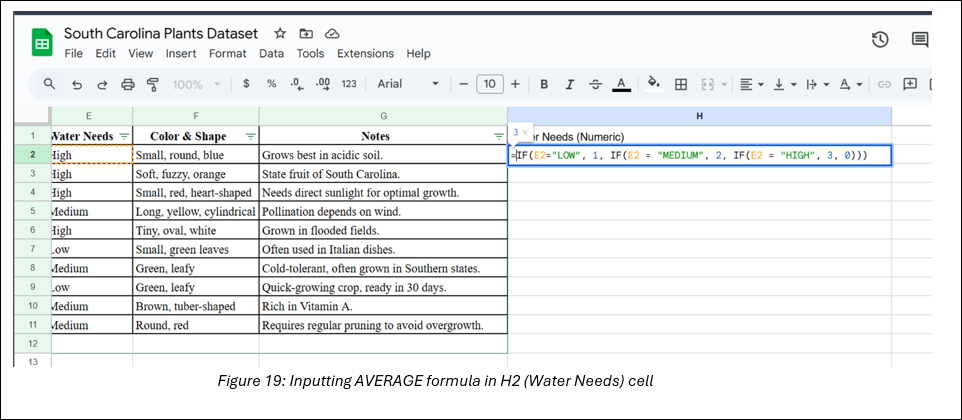 South Carolina Plants Dataset
File Edit View Insert Format Data Tools Extensions Help
100% $ % .0 .00 123 Arial 10 B I S A
E F G H
1 Water Needs Color & Shape Notes 3 × er Needs (Numeric)
2 High Small, round, blue Grows best in acidic soil. =IF(E2="LOW", 1, IF(E2 = "MEDIUM", 2, IF(E2 = "HIGH", 3, 0)))
3 High Soft, fuzzy, orange State fruit of South Carolina.
4 High Small, red, heart-shaped Needs direct sunlight for optimal growth.
5 Medium Long, yellow, cylindrical Pollination depends on wind.
6 High Tiny, oval, white Grown in flooded fields.
7 Low Small, green leaves Often used in Italian dishes.
8 Medium Green, leafy Cold-tolerant, often grown in Southern states.
9 Low Green, leafy Quick-growing crop, ready in 30 days.
10 Medium Brown, tuber-shaped Rich in Vitamin A.
11 Medium Round, red Requires regular pruning to avoid overgrowth.
12
13
Figure 19: Inputting AVERAGE formula in H2 (Water Needs) cell